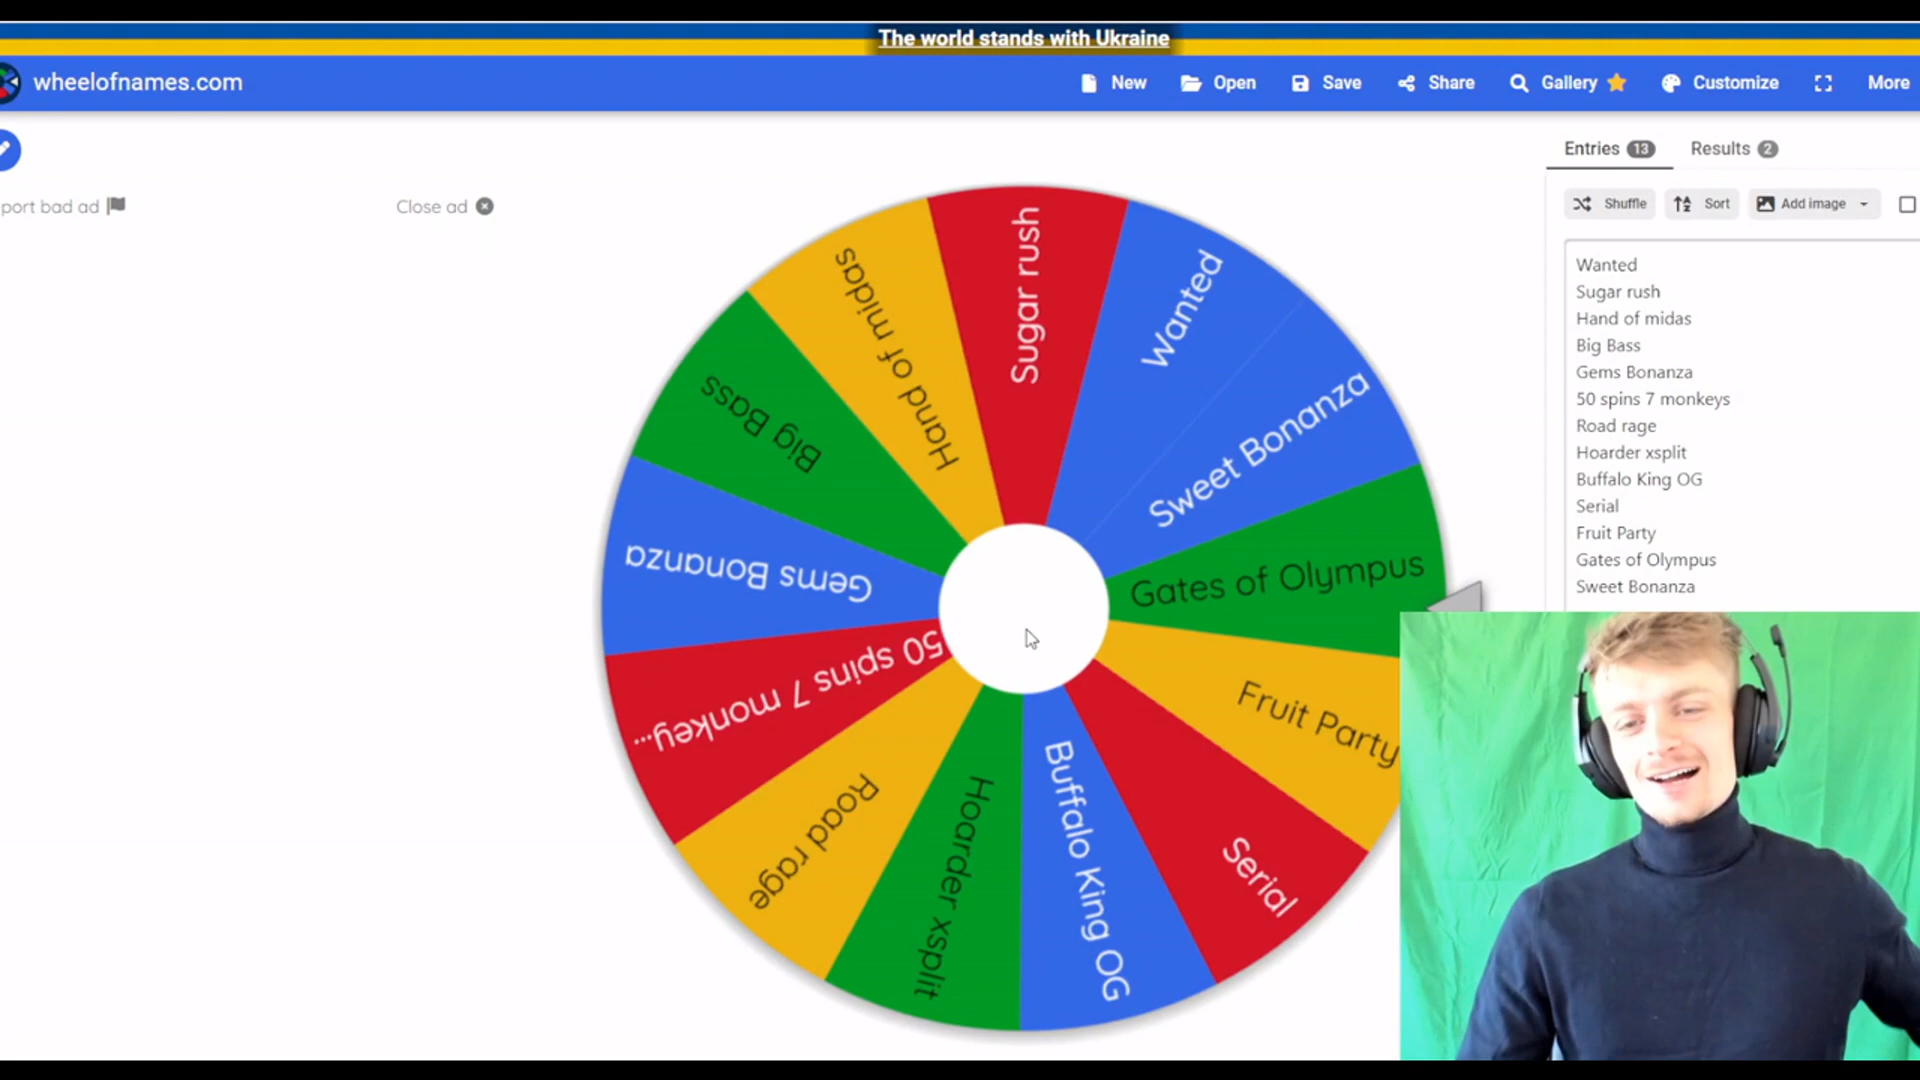 The world stands with Ukraine
wheelofnames.com
New
Open
Save
Share
Gallery
Customize
More
port bad ad
Close ad
Entries 13
Results 2
Shuffle
Sort
Add image
Wanted
Sugar rush
Hand of midas
Big Bass
Gems Bonanza
50 spins 7 monkeys
Road rage
Hoarder xsplit
Buffalo King OG
Serial
Fruit Party
Gates of Olympus
Sweet Bonanza
Sugar rush
Wanted
Sweet Bonanza
Gates of Olympus
Fruit Party
Serial
Buffalo King OG
Hoarder xsplit
Road rage
50 spins 7 monkey...
Gems Bonanza
Big Bass
Hand of midas